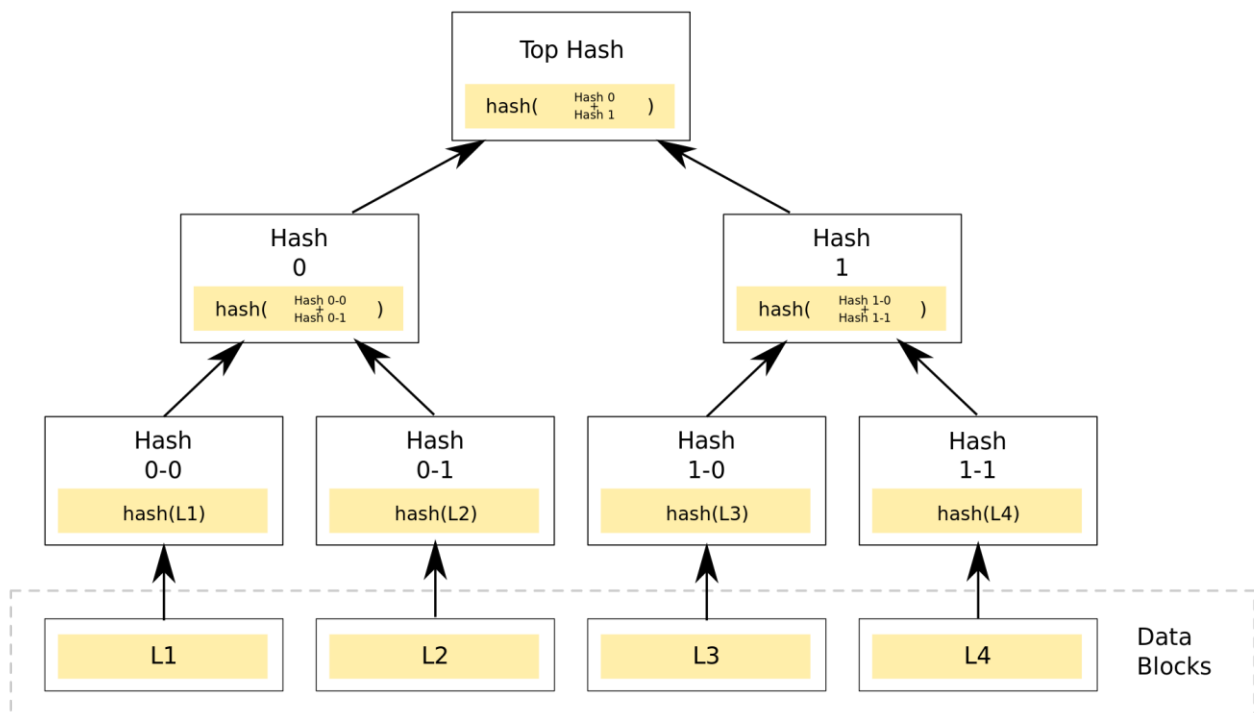 Top Hash
hash( Hash 0 + Hash 1 )
Hash
0
hash( Hash 0-0 + Hash 0-1 )
Hash
1
hash( Hash 1-0 + Hash 1-1 )
Hash
0-0
hash(L1)
Hash
0-1
hash(L2)
Hash
1-0
hash(L3)
Hash
1-1
hash(L4)
L1
L2
L3
L4
Data
Blocks